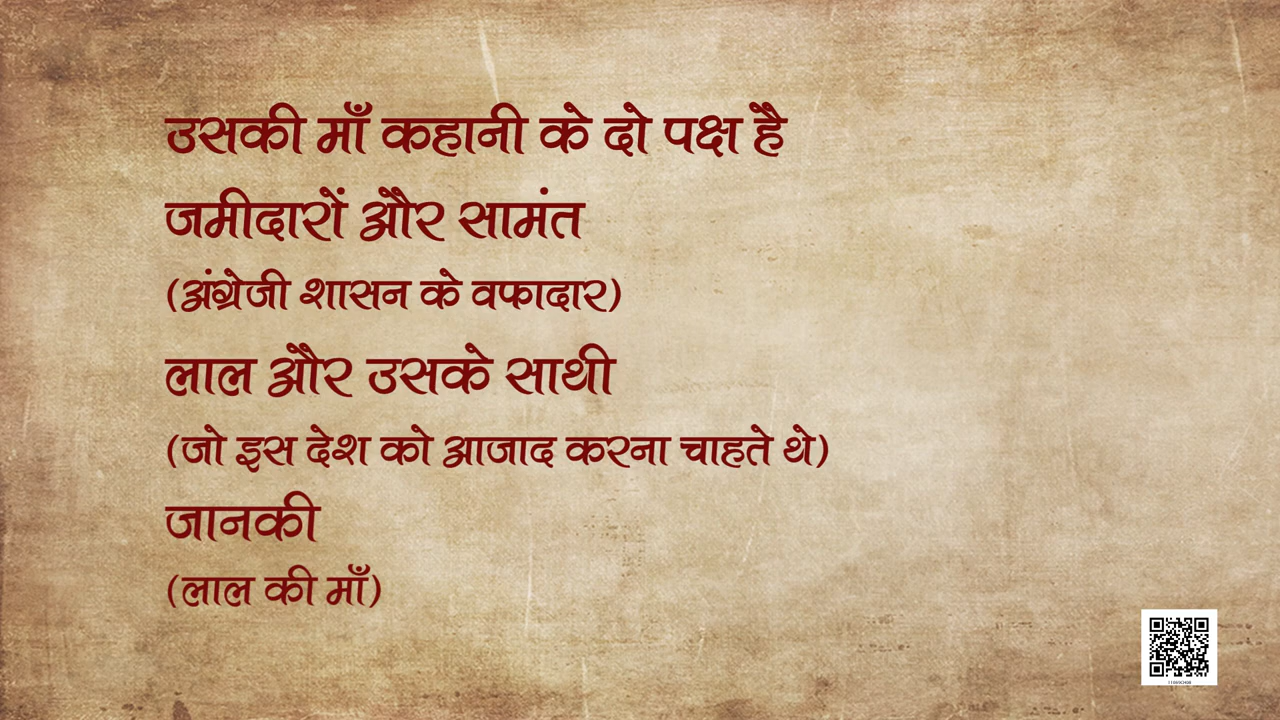 उसकी माँ कहानी के दो पक्ष है
जमीदारों और सामंत
(अंग्रेजी शासन के वफादार)
लाल और उसके साथी
(जो इस देश को आजाद करना चाहते थे)
जानकी
(लाल की माँ)